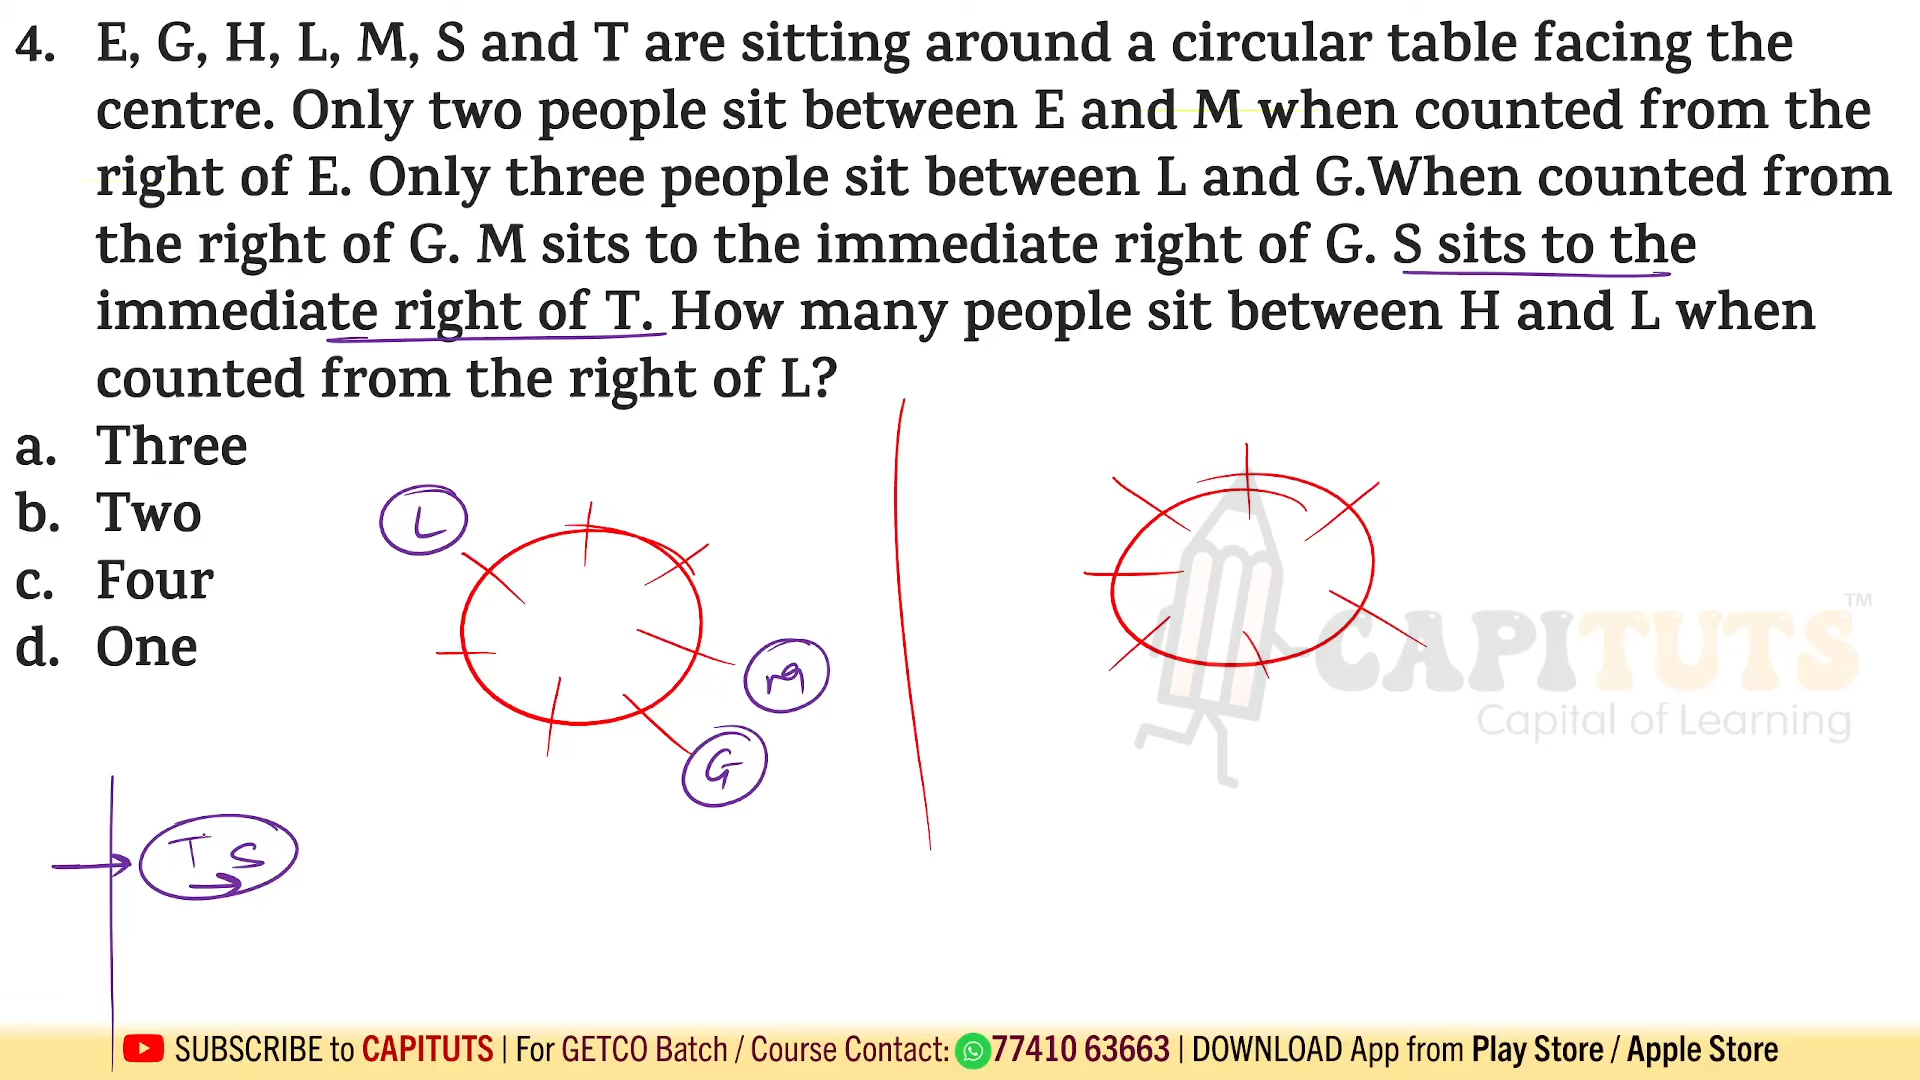 4. E, G, H, L, M, S and T are sitting around a circular table facing the
centre. Only two people sit between E and M when counted from the
right of E. Only three people sit between L and G.When counted from
the right of G. M sits to the immediate right of G. S sits to the
immediate right of T. How many people sit between H and L when
counted from the right of L?
a. Three
b. Two
c. Four
d. One
L
M
G
T S
CAPITUTS TM
Capital of Learning
SUBSCRIBE to CAPITUTS | For GETCO Batch / Course Contact: 77410 63663 | DOWNLOAD App from Play Store / Apple Store